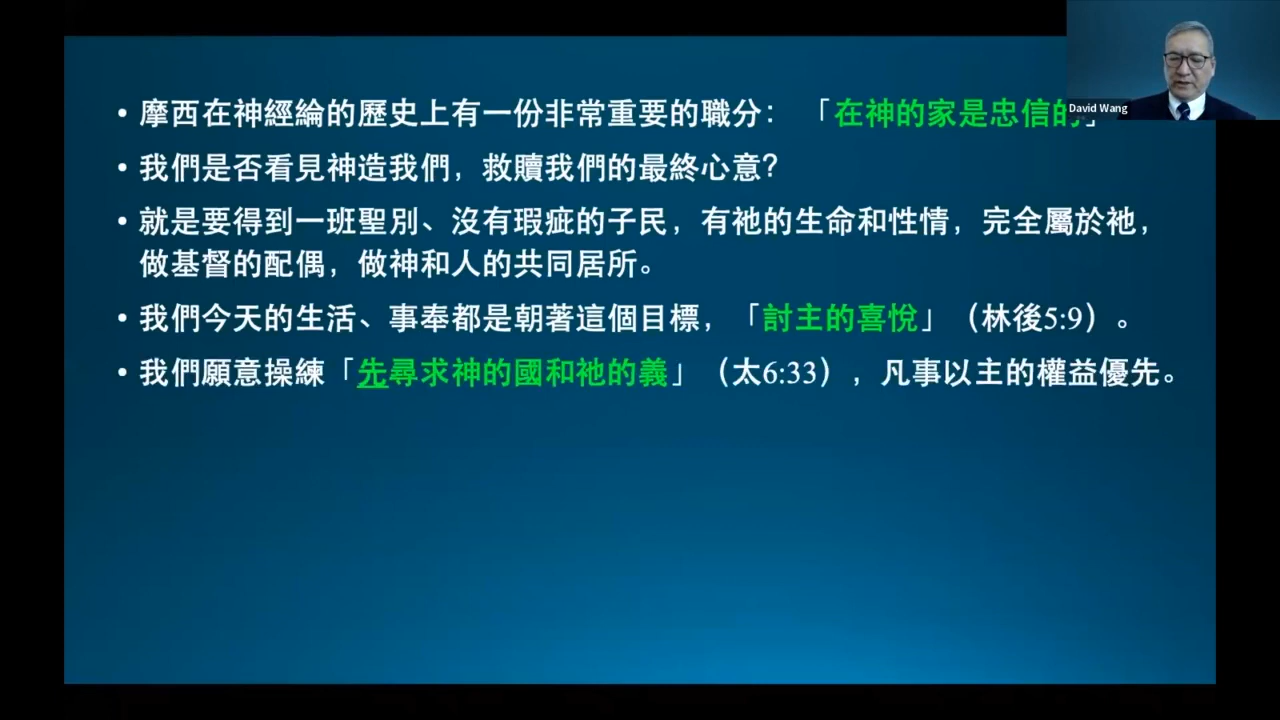 • 摩西在神經綸的歷史上有一份非常重要的職分：「在神的家是忠信的」
David Wang
• 我們是否看見神造我們，救贖我們的最終心意？
• 就是要得到一班聖別、沒有瑕疵的子民，有祂的生命和性情，完全屬於祂，
做基督的配偶，做神和人的共同居所。
• 我們今天的生活、事奉都是朝著這個目標，「討主的喜悅」（林後5:9）。
• 我們願意操練「先尋求神的國和祂的義」（太6:33），凡事以主的權益優先。